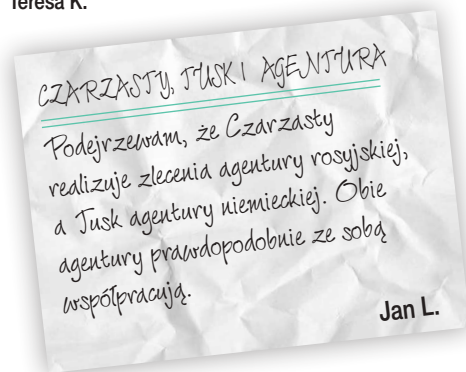 Teresa K.
CZARZASTY, TUSK I AGENTURA
Podejrzewam, że Czarzasty
realizuje zlecenia agentury rosyjskiej,
a Tusk agentury niemieckiej. Obie
agentury prawdopodobnie ze sobą
współpracują.
Jan L.